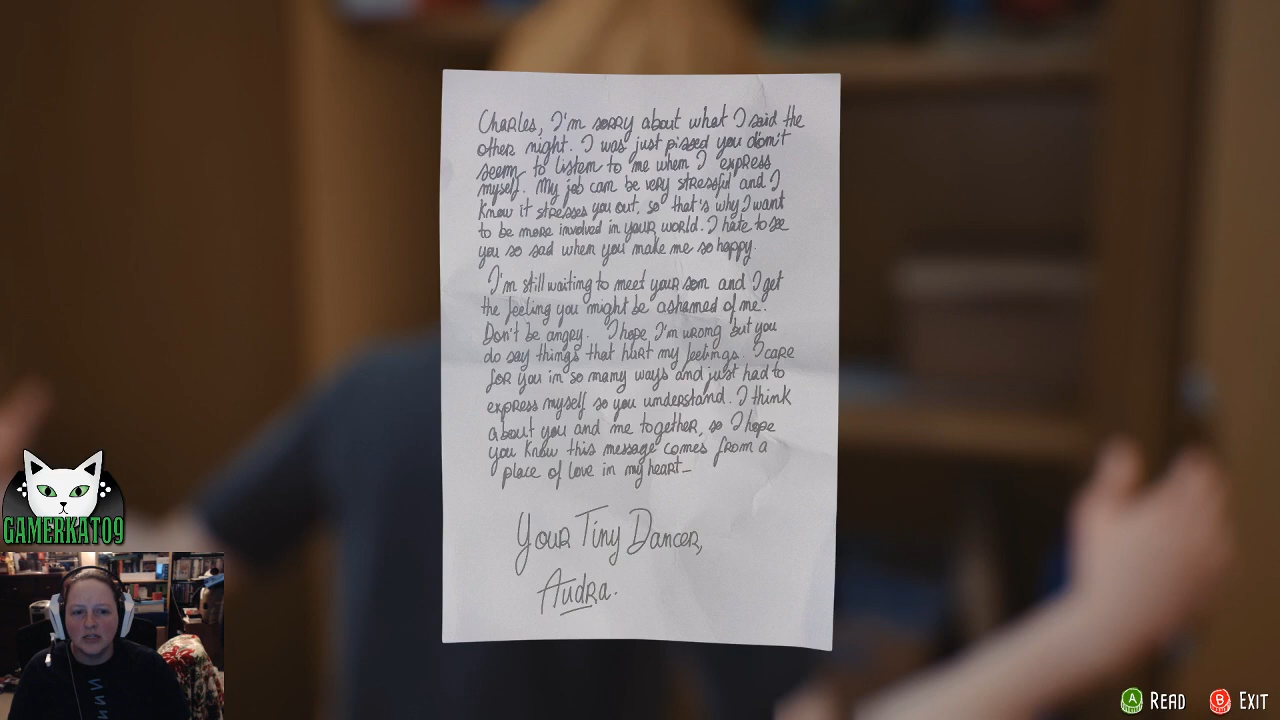 Charles, I'm sorry about what I said the
other night. I was just pissed you don't
seem to listen to me when I express
myself. My job can be very stressful and I
know it stresses you out, so that's why I want
to be more involved in your world. I hate to see
you so sad when you make me so happy.
I'm still waiting to meet your son and I get
the feeling you might be ashamed of me.
Don't be angry. I hope I'm wrong but you
do say things that hurt my feelings. I care
for you in so many ways and just had to
express myself so you understand. I think
about you and me together, so I hope
you know this message comes from a
place of love in my heart—
Your Tiny Dancer,
Audra.
GAMERKAT09
A READ B EXIT